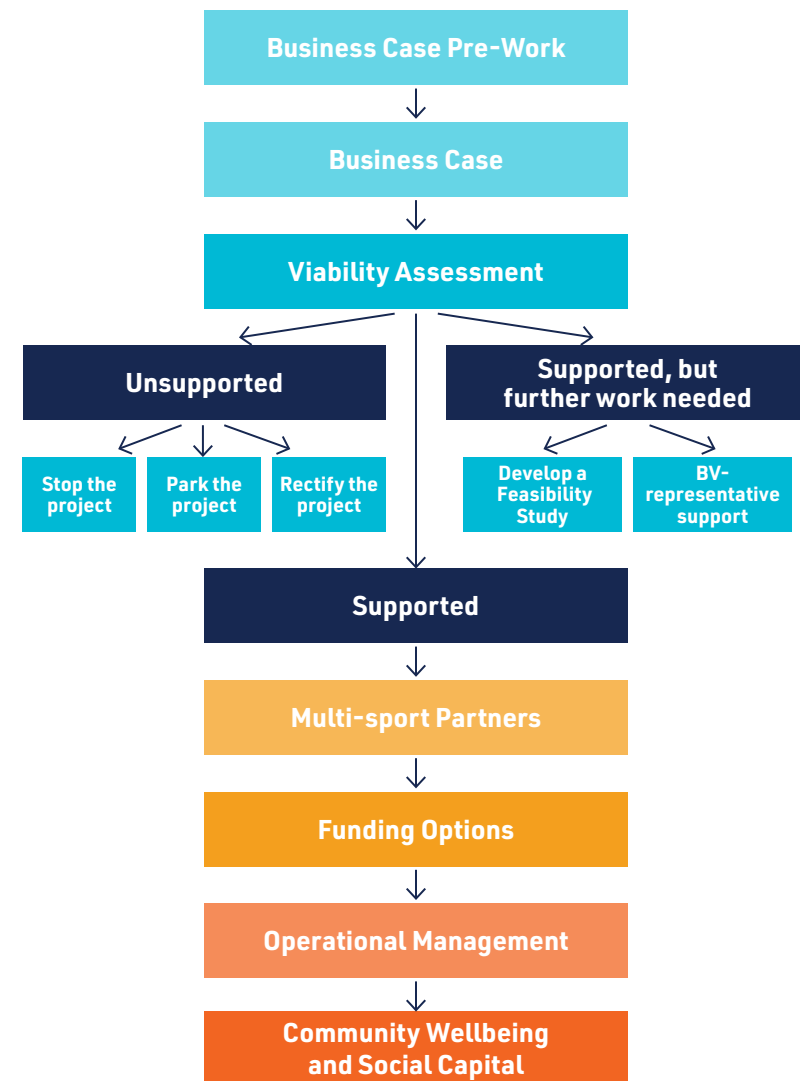 Business Case Pre-Work
Business Case
Viability Assessment
Unsupported
Supported, but
further work needed
Stop the
project
Park the
project
Rectify the
project
Develop a
Feasibility
Study
BV-
representative
support
Supported
Multi-sport Partners
Funding Options
Operational Management
Community Wellbeing
and Social Capital